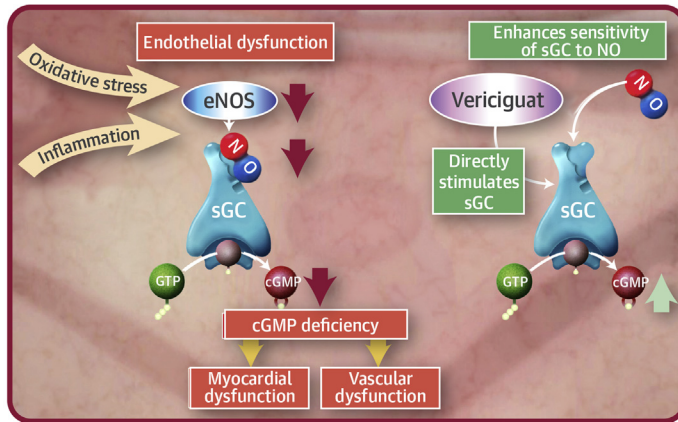 Endothelial dysfunction
Oxidative stress
Inflammation
eNOS
N
O
sGC
GTP
cGMP
cGMP deficiency
Myocardial
dysfunction
Vascular
dysfunction
Enhances sensitivity
of sGC to NO
Vericiguat
N
O
Directly
stimulates
sGC
sGC
GTP
cGMP